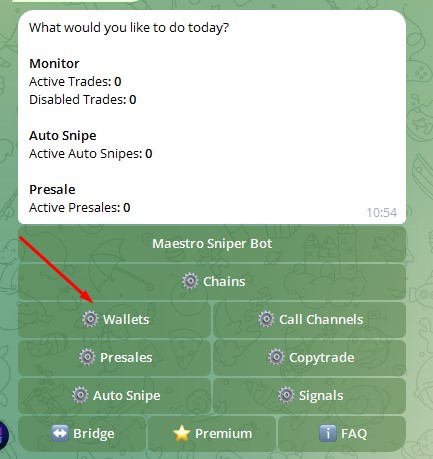 What would you like to do today?
Monitor
Active Trades: 0
Disabled Trades: 0
Auto Snipe
Active Auto Snipes: 0
Presale
Active Presales: 0
10:54
Maestro Sniper Bot
Chains
Wallets
Call Channels
Presales
Copytrade
Auto Snipe
Signals
Bridge
Premium
FAQ